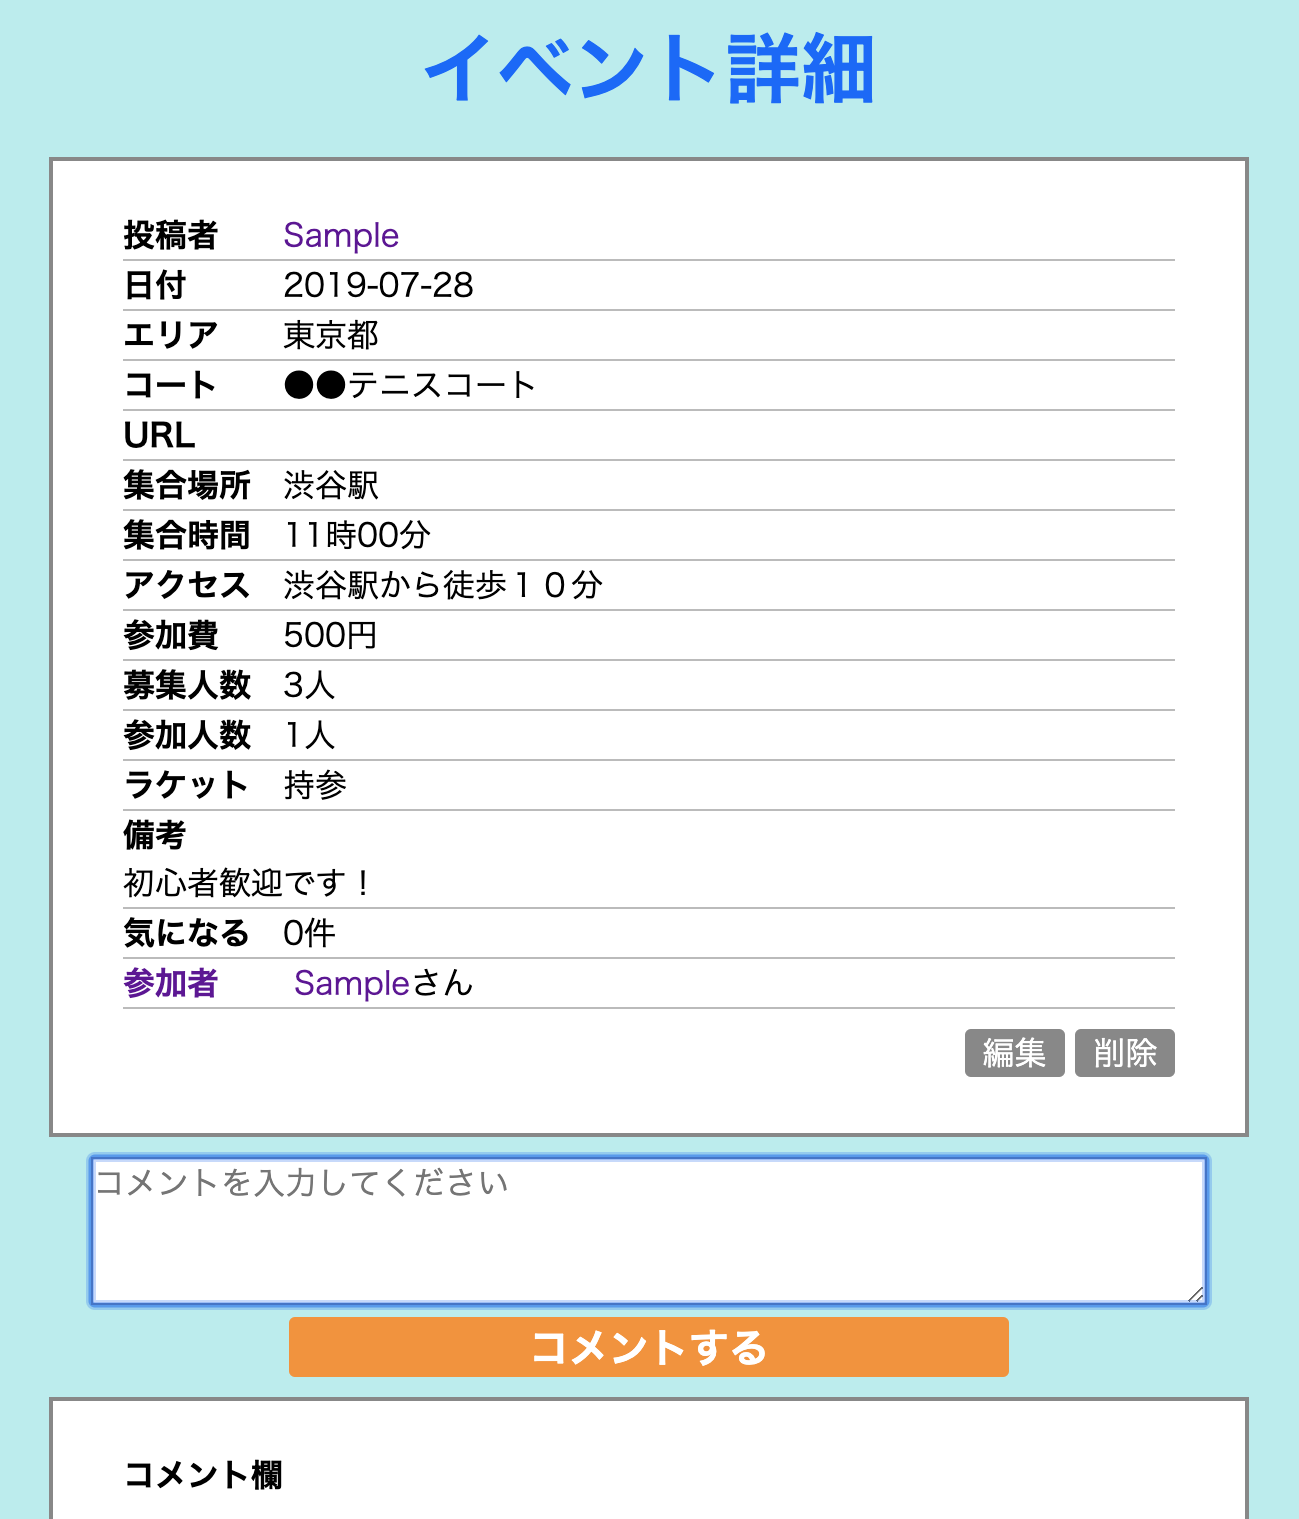 イベント詳細
投稿者 Sample
日付 2019-07-28
エリア 東京都
コート ●●テニスコート
URL
集合場所 渋谷駅
集合時間 11時00分
アクセス 渋谷駅から徒歩１０分
参加費 500円
募集人数 3人
参加人数 1人
ラケット 持参
備考
初心者歓迎です！
気になる 0件
参加者 Sampleさん
編集 削除
コメントを入力してください
コメントする
コメント欄